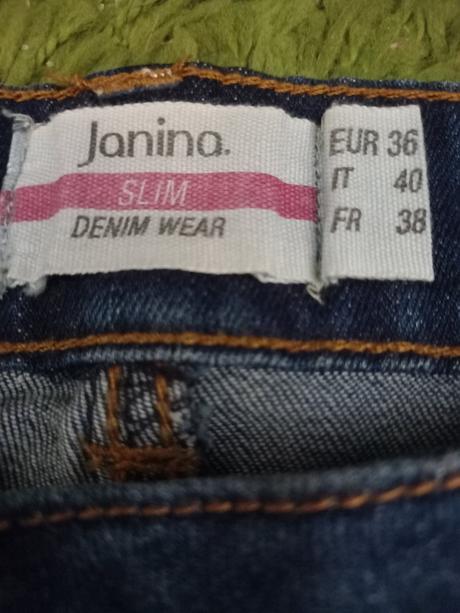 Janina.
SLIM
DENIM WEAR
EUR 36
IT 40
FR 38